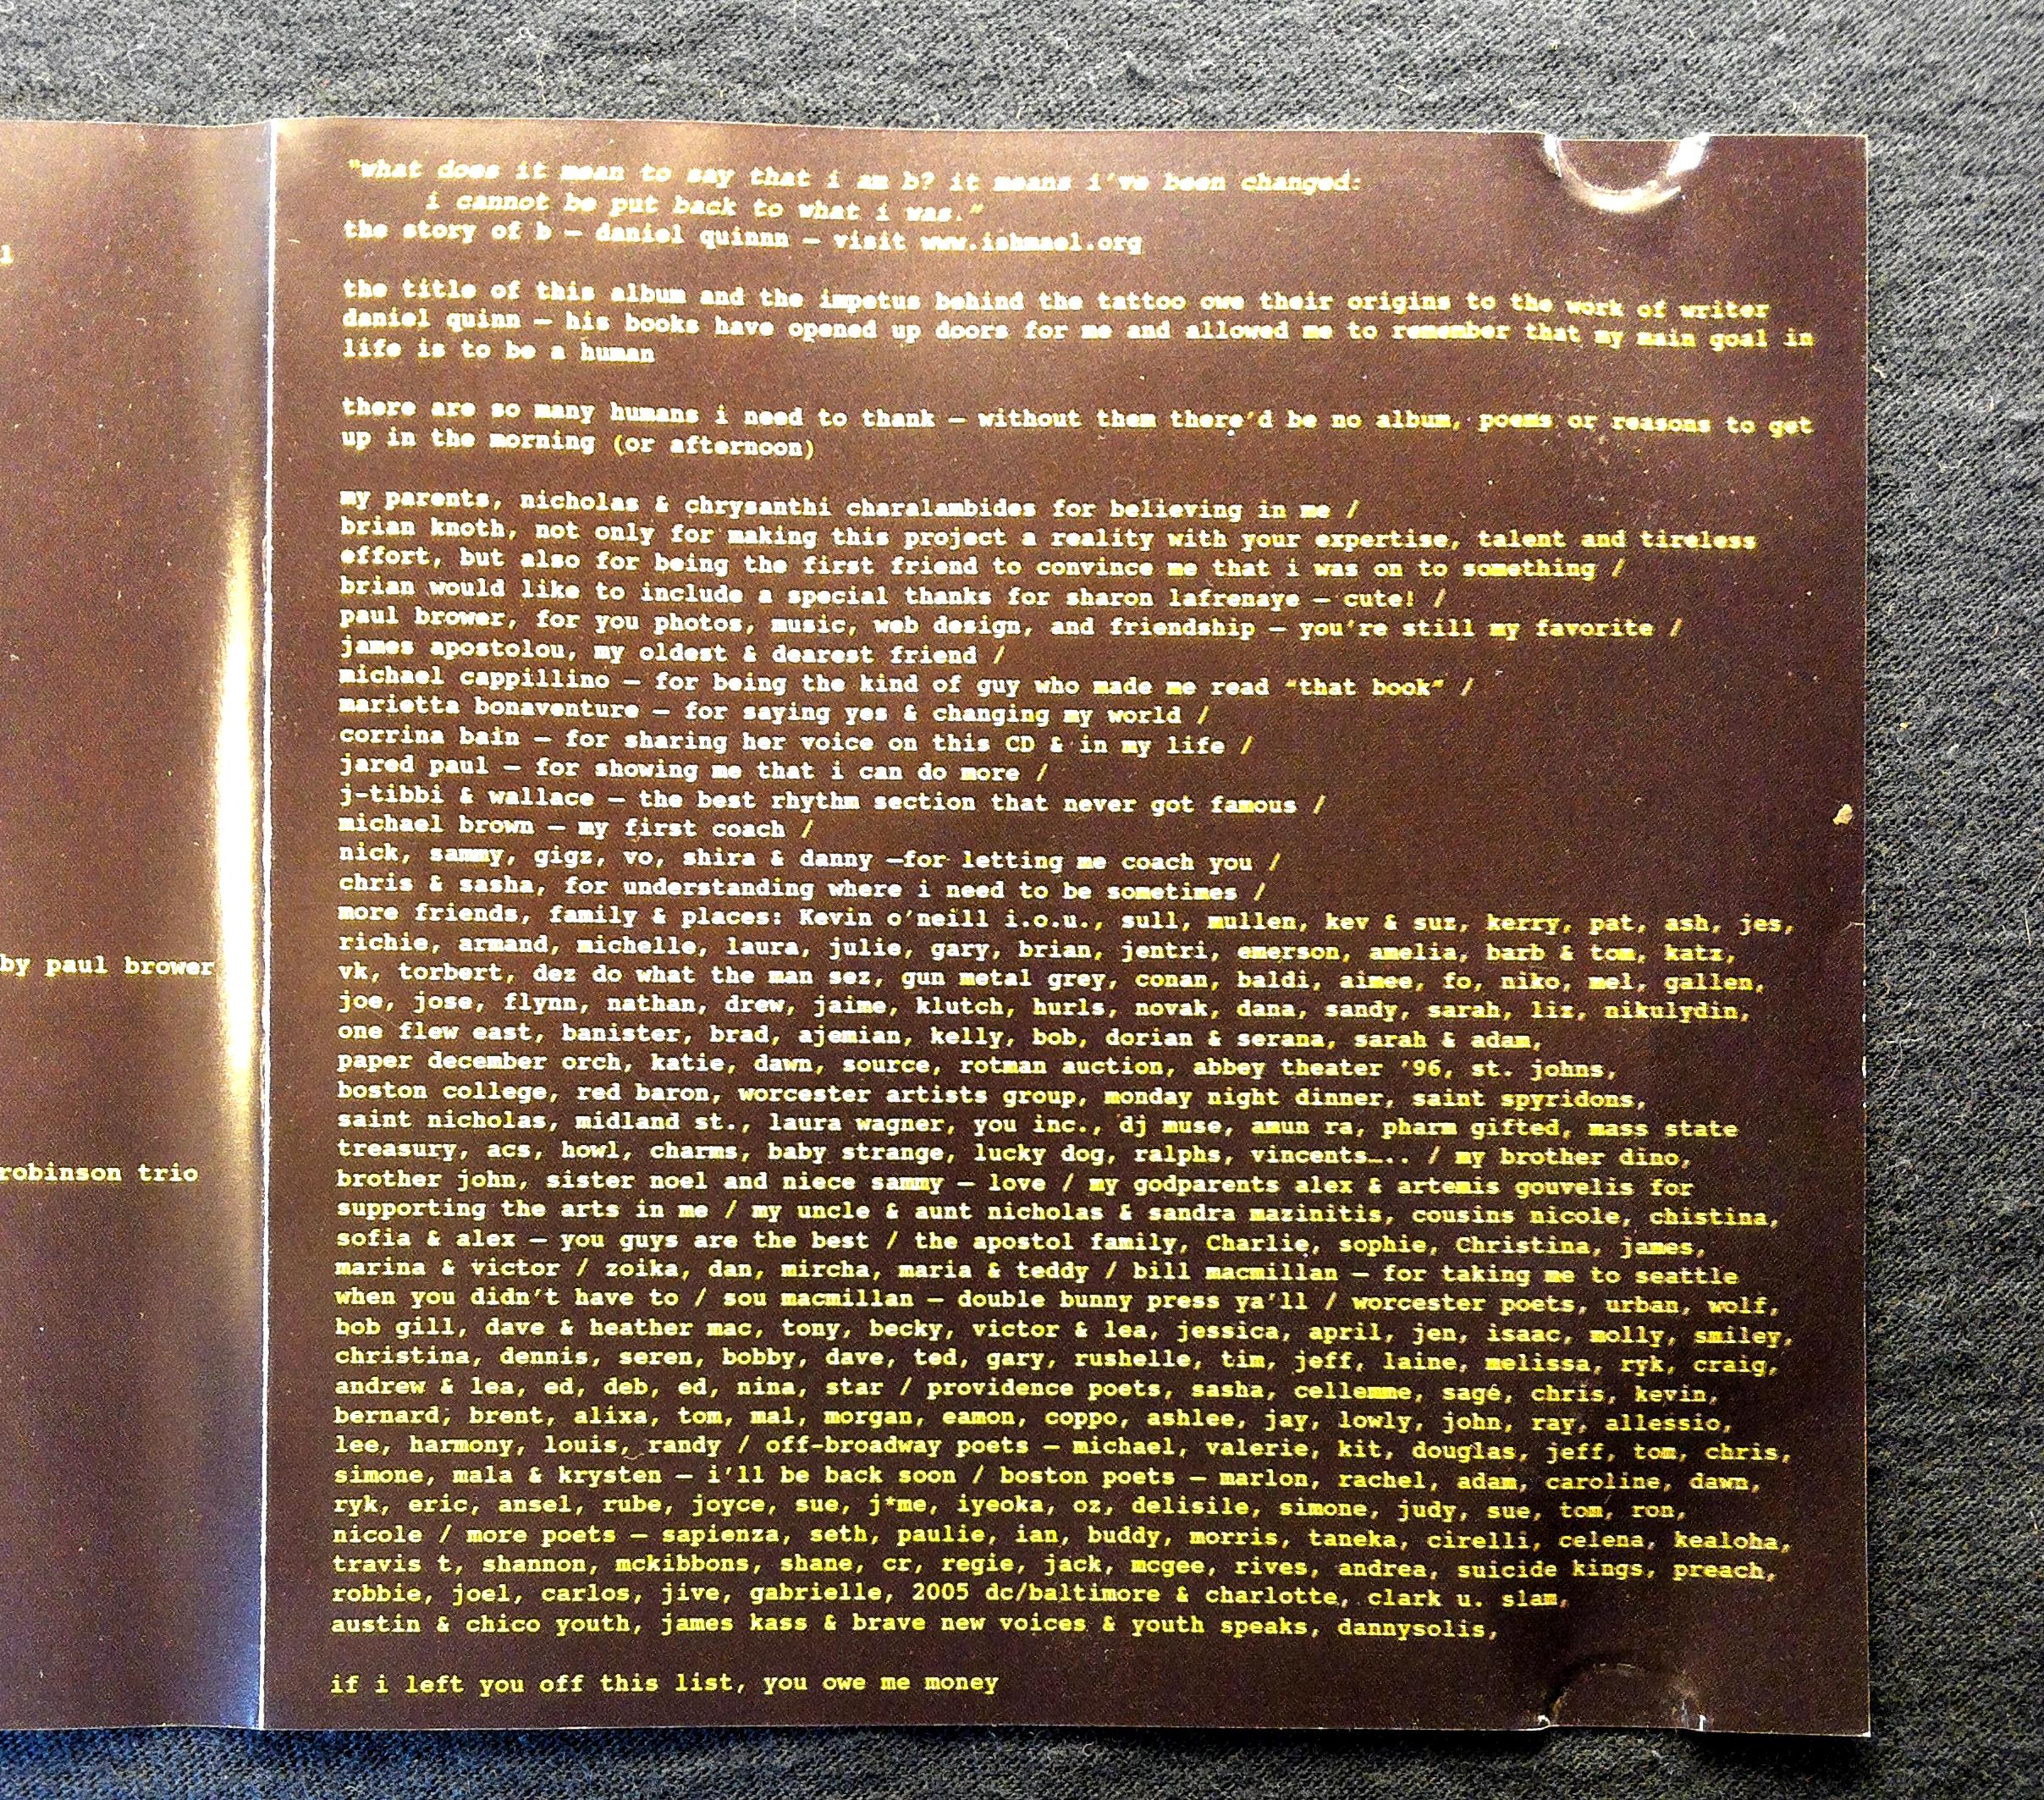 l
by paul brower
robinson trio
"what does it mean to say that i am b? it means i've been changed:
i cannot be put back to what i was."
the story of b – daniel quinnn – visit www.ishmael.org
the title of this album and the impetus behind the tattoo owe their origins to the work of writer
daniel quinn – his books have opened up doors for me and allowed me to remember that my main goal in
life is to be a human
there are so many humans i need to thank – without them there'd be no album, poems or reasons to get
up in the morning (or afternoon)
my parents, nicholas & chrysanthi charalambides for believing in me /
brian knoth, not only for making this project a reality with your expertise, talent and tireless
effort, but also for being the first friend to convince me that i was on to something /
brian would like to include a special thanks for sharon lafrenaye – cute! /
paul brower, for you photos, music, web design, and friendship – you're still my favorite /
james apostolou, my oldest & dearest friend /
michael cappillino – for being the kind of guy who made me read "that book" /
marietta bonaventure – for saying yes & changing my world /
corrina bain – for sharing her voice on this CD & in my life /
jared paul – for showing me that i can do more /
j-tibbi & wallace – the best rhythm section that never got famous /
michael brown – my first coach /
nick, sammy, gigz, vo, shira & danny –for letting me coach you /
chris & sasha, for understanding where i need to be sometimes /
more friends, family & places: Kevin o'neill i.o.u., sull, mullen, kev & suz, kerry, pat, ash, jes,
richie, armand, michelle, laura, julie, gary, brian, jentri, emerson, amelia, barb & tom, katz,
vk, torbert, dez do what the man sez, gun metal grey, conan, baldi, aimee, fo, niko, mel, gallen,
joe, jose, flynn, nathan, drew, jaime, klutch, hurls, novak, dana, sandy, sarah, liz, nikulydin,
one flew east, banister, brad, ajemian, kelly, bob, dorian & serana, sarah & adam,
paper december orch, katie, dawn, source, rotman auction, abbey theater '96, st. johns,
boston college, red baron, worcester artists group, monday night dinner, saint spyridons,
saint nicholas, midland st., laura wagner, you inc., dj muse, amun ra, pharm gifted, mass state
treasury, acs, howl, charms, baby strange, lucky dog, ralphs, vincents….. / my brother dino,
brother john, sister noel and niece sammy – love / my godparents alex & artemis gouvelis for
supporting the arts in me / my uncle & aunt nicholas & sandra mazinitis, cousins nicole, chistina,
sofia & alex – you guys are the best / the apostol family, Charlie, sophie, Christina, james,
marina & victor / zoika, dan, mircha, maria & teddy / bill macmillan – for taking me to seattle
when you didn't have to / sou macmillan – double bunny press ya'll / worcester poets, urban, wolf,
bob gill, dave & heather mac, tony, becky, victor & lea, jessica, april, jen, isaac, molly, smiley,
christina, dennis, seren, bobby, dave, ted, gary, rushelle, tim, jeff, laine, melissa, ryk, craig,
andrew & lea, ed, deb, ed, nina, star / providence poets, sasha, cellemme, sage, chris, kevin,
bernard, brent, alixa, tom, mal, morgan, eamon, coppo, ashlee, jay, lowly, john, ray, allessio,
lee, harmony, louis, randy / off-broadway poets – michael, valerie, kit, douglas, jeff, tom, chris,
simone, mala & krysten – i'll be back soon / boston poets – marlon, rachel, adam, caroline, dawn,
ryk, eric, ansel, rube, joyce, sue, j*me, iyeoka, oz, delisile, simone, judy, sue, tom, ron,
nicole / more poets – sapienza, seth, paulie, ian, buddy, morris, taneka, cirelli, celena, kealoha,
travis t, shannon, mckibbons, shane, cr, regie, jack, mcgee, rives, andrea, suicide kings, preach,
robbie, joel, carlos, jive, gabrielle, 2005 dc/baltimore & charlotte, clark u. slam,
austin & chico youth, james kass & brave new voices & youth speaks, dannysolis,
if i left you off this list, you owe me money